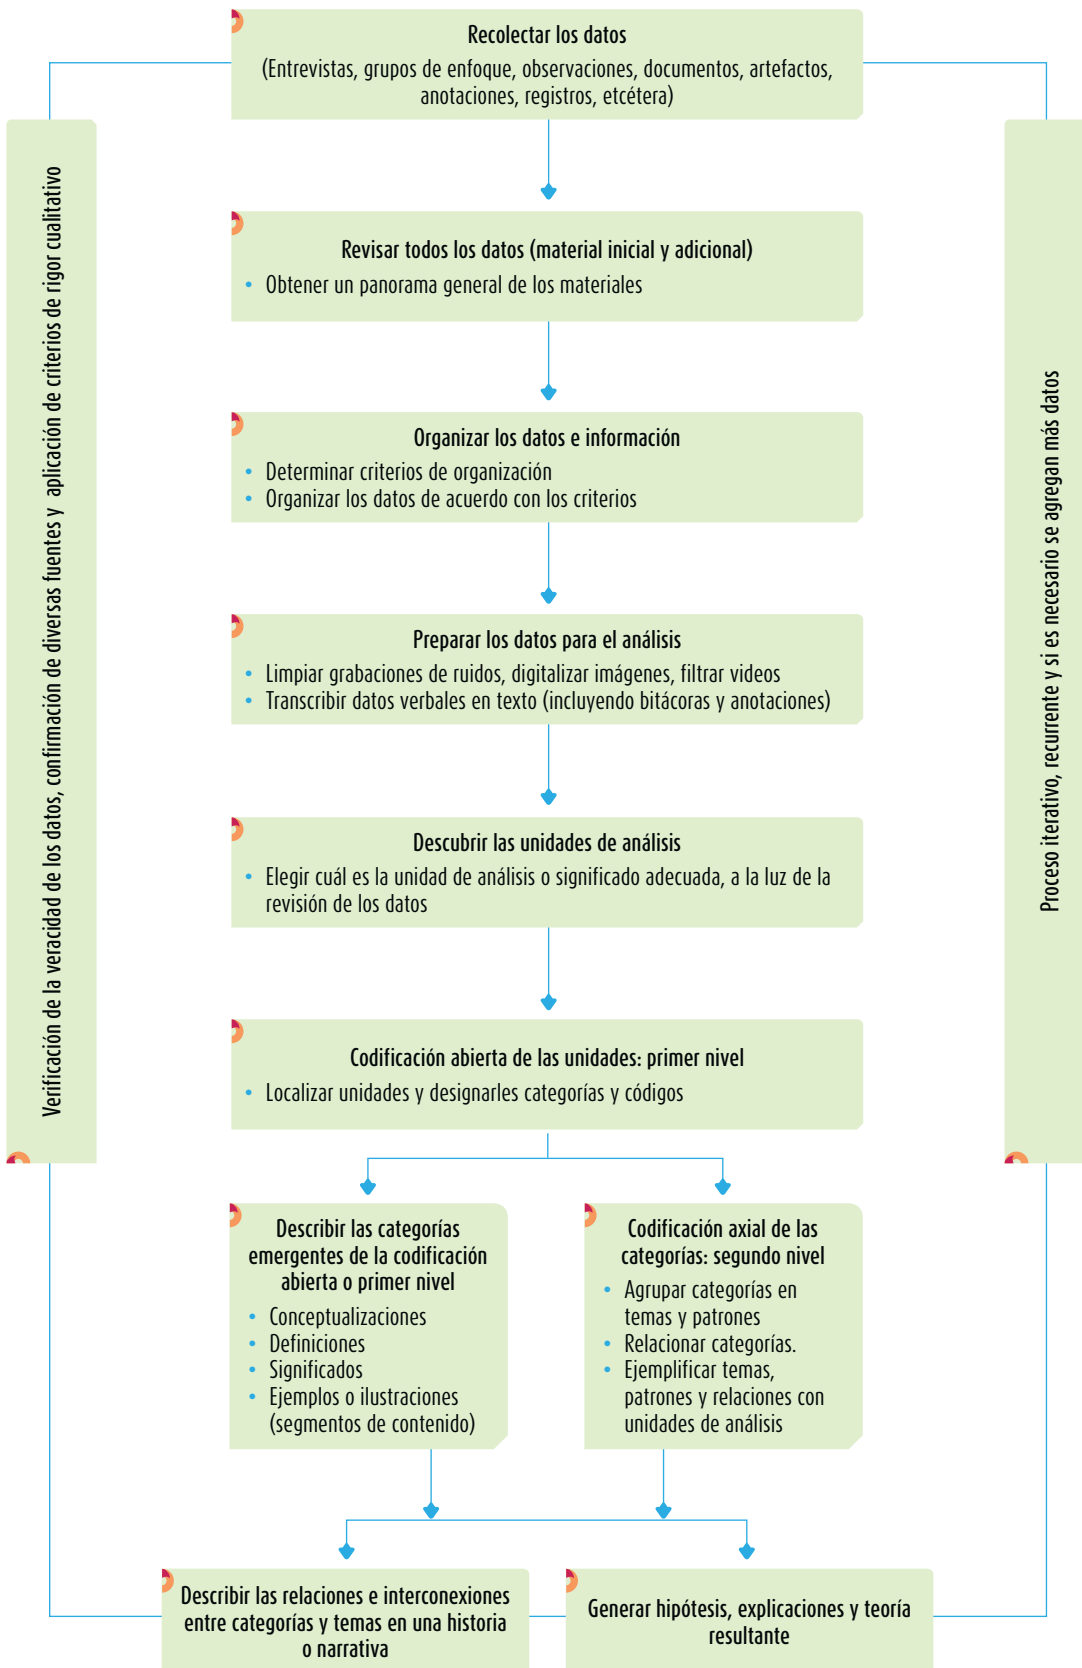 Recolectar los datos
(Entrevistas, grupos de enfoque, observaciones, documentos, artefactos,
anotaciones, registros, etcétera)
Verificación de la veracidad de los datos, confirmación de diversas fuentes y aplicación de criterios de rigor cualitativo
Proceso iterativo, recurrente y si es necesario se agregan más datos
Revisar todos los datos (material inicial y adicional)
• Obtener un panorama general de los materiales
Organizar los datos e información
• Determinar criterios de organización
• Organizar los datos de acuerdo con los criterios
Preparar los datos para el análisis
• Limpiar grabaciones de ruidos, digitalizar imágenes, filtrar videos
• Transcribir datos verbales en texto (incluyendo bitácoras y anotaciones)
Descubrir las unidades de análisis
• Elegir cuál es la unidad de análisis o significado adecuada, a la luz de la
revisión de los datos
Codificación abierta de las unidades: primer nivel
• Localizar unidades y designarles categorías y códigos
Describir las categorías
emergentes de la codificación
abierta o primer nivel
• Conceptualizaciones
• Definiciones
• Significados
• Ejemplos o ilustraciones
(segmentos de contenido)
Codificación axial de las
categorías: segundo nivel
• Agrupar categorías en
temas y patrones
• Relacionar categorías.
• Ejemplificar temas,
patrones y relaciones con
unidades de análisis
Describir las relaciones e interconexiones
entre categorías y temas en una historia
o narrativa
Generar hipótesis, explicaciones y teoría
resultante